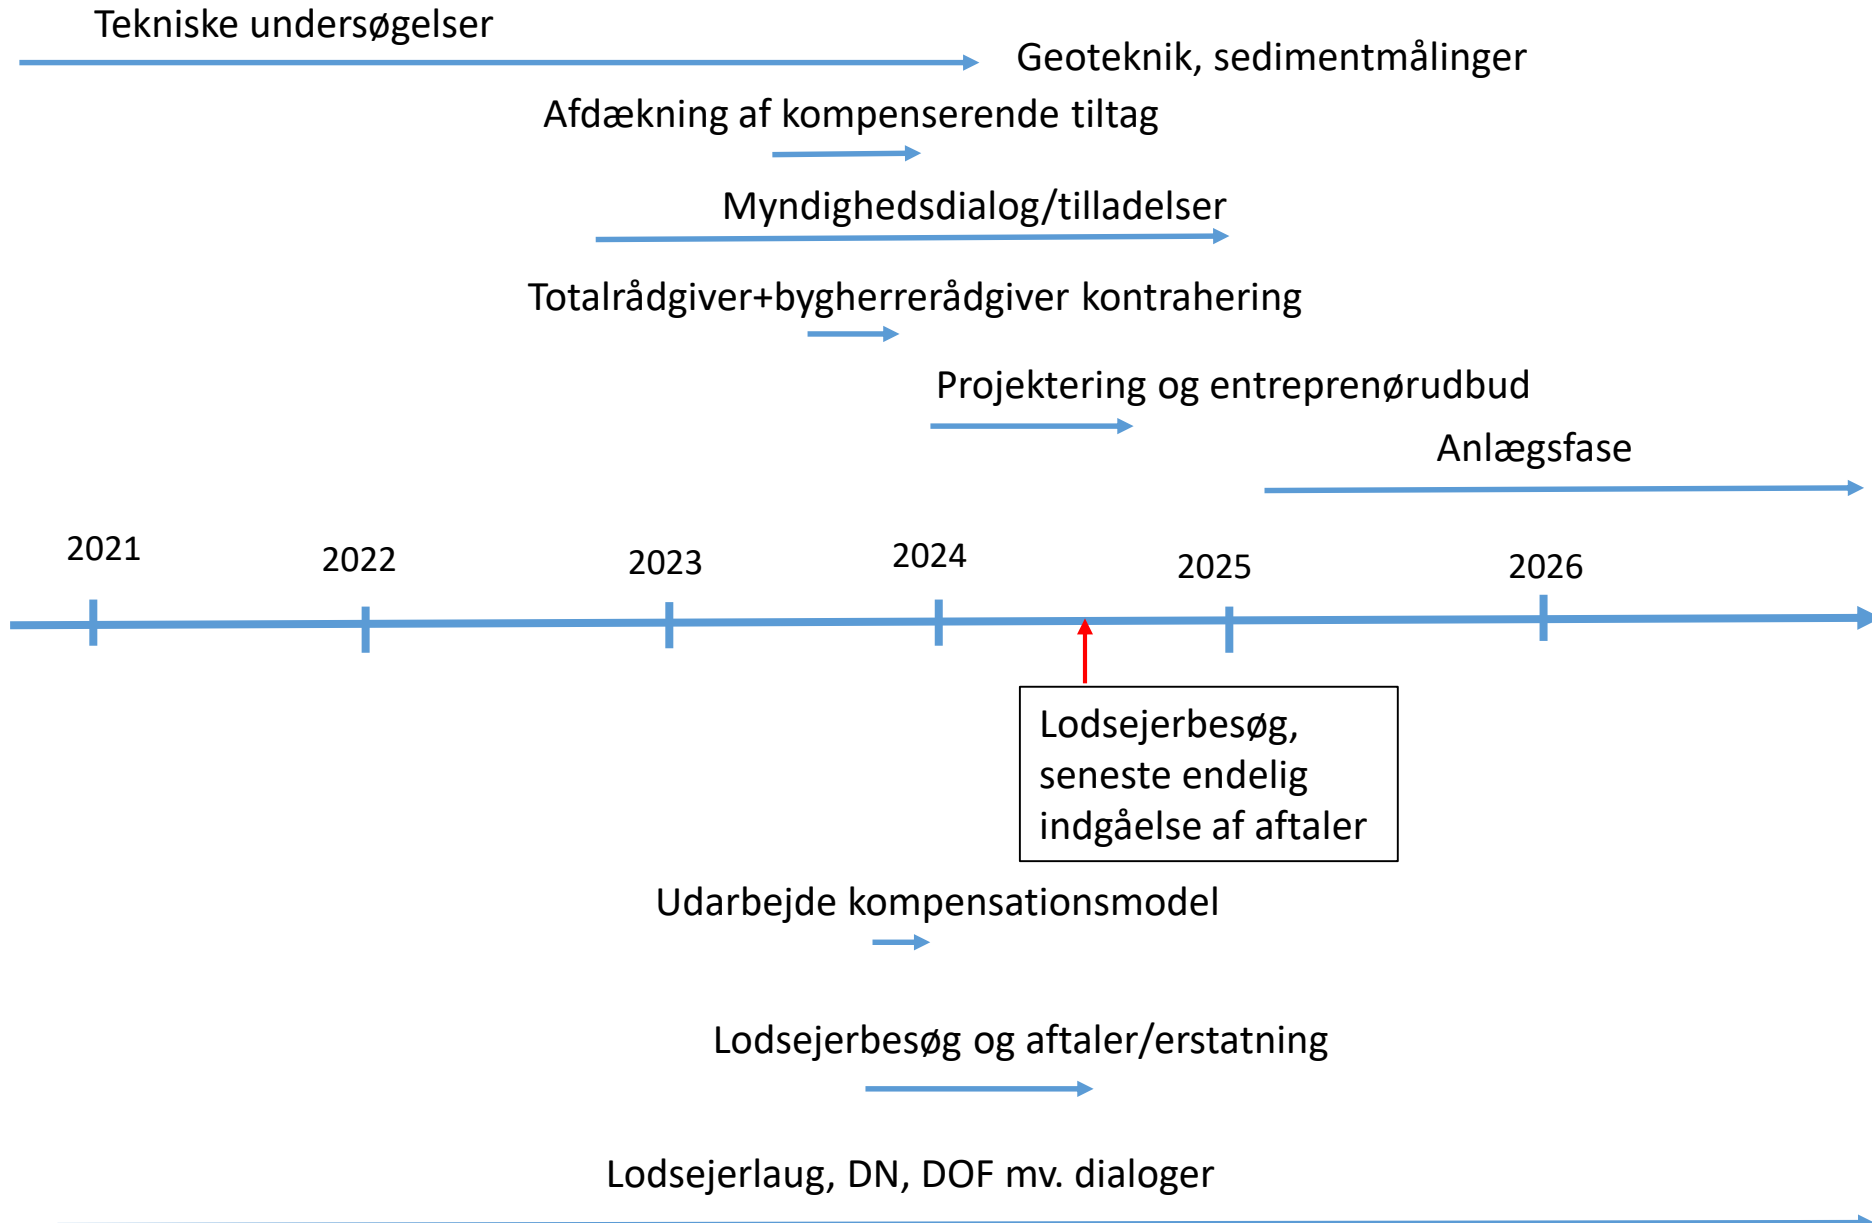 Tekniske undersøgelser
Geoteknik, sedimentmålinger
Afdækning af kompenserende tiltag
Myndighedsdialog/tilladelser
Totalrådgiver+bygherrerådgiver kontrahering
Projektering og entreprenørudbud
Anlægsfase
2021
2022
2023
2024
2025
2026
Lodsejerbesøg,
seneste endelig
indgåelse af aftaler
Udarbejde kompensationsmodel
Lodsejerbesøg og aftaler/erstatning
Lodsejerlaug, DN, DOF mv. dialoger